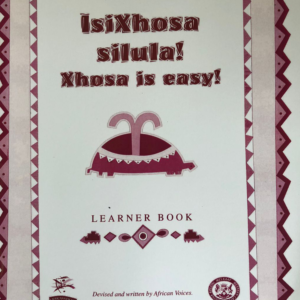 IsiXhosa
silula!
Xhosa is easy!
LEARNER BOOK
Devised and written by African Voices.